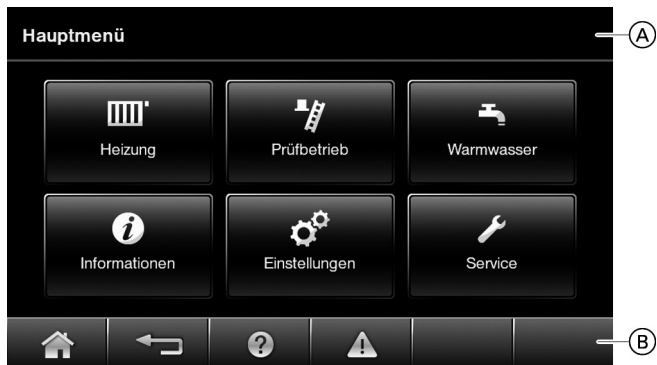 Hauptmenü
A
Heizung
Prüfbetrieb
Warmwasser
Informationen
Einstellungen
Service
B